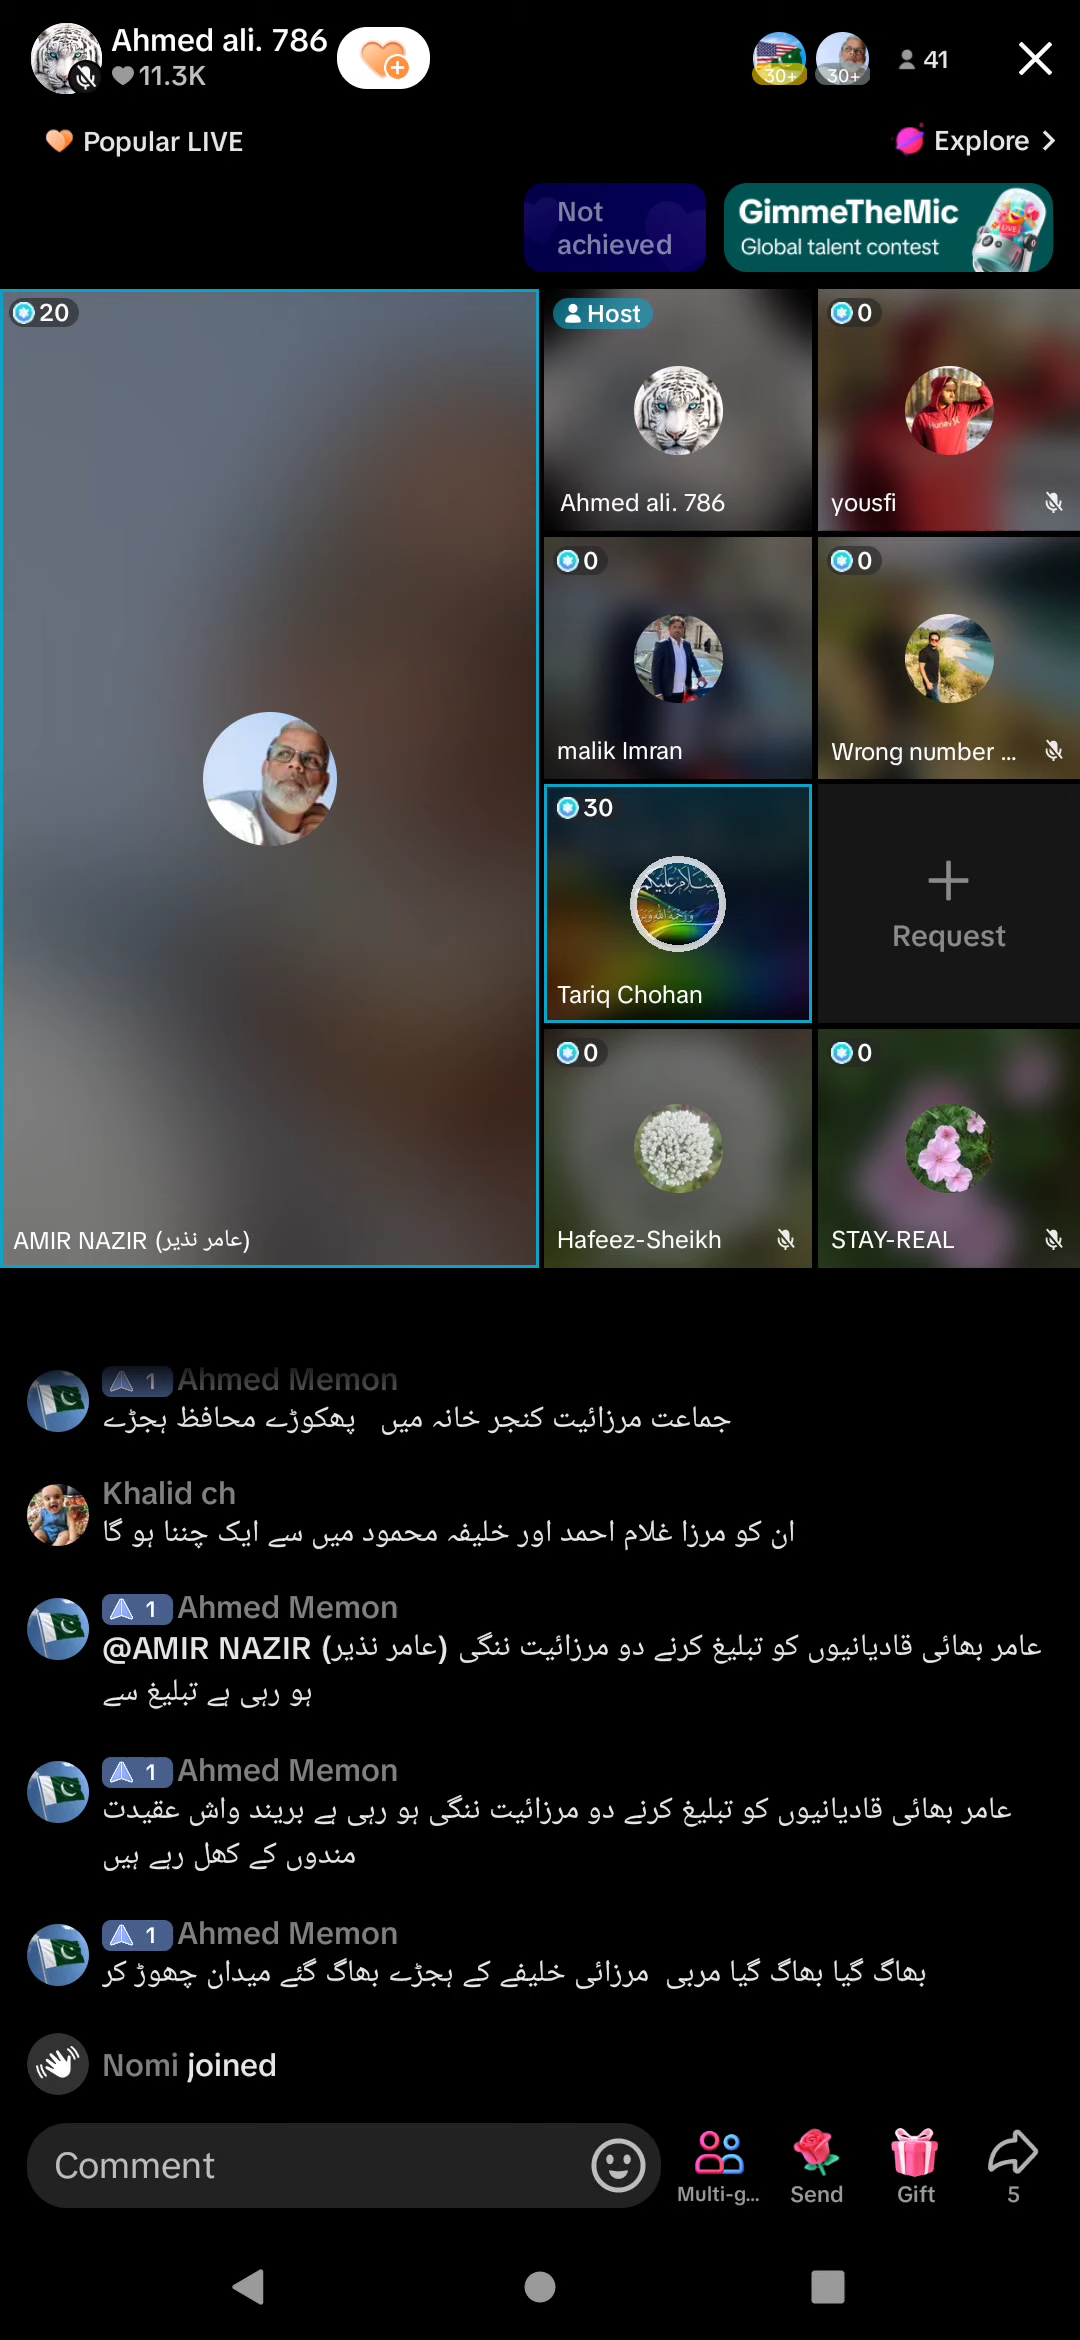 Ahmed ali. 786
11.3K
30+
30+
41
Popular LIVE
Explore
Not
achieved
GimmeTheMic
Global talent contest
LIVE
20
Host
0
Hurley
Ahmed ali. 786
yousfi
0
0
malik Imran
Wrong number ...
30
السلام علیکم
Request
Tariq Chohan
0
0
AMIR NAZIR (عامر نذیر)
Hafeez-Sheikh
STAY-REAL
1 Ahmed Memon
جماعت مرزائیت کنجر خانہ میں پھکوڑے محافظ ہجڑے
Khalid ch
ان کو مرزا غلام احمد اور خلیفہ محمود میں سے ایک چننا ہو گا
1 Ahmed Memon
@AMIR NAZIR (عامر نذیر) عامر بھائی قادیانیوں کو تبلیغ کرنے دو مرزائیت ننگی
ہو رہی ہے تبلیغ سے
1 Ahmed Memon
عامر بھائی قادیانیوں کو تبلیغ کرنے دو مرزائیت ننگی ہو رہی ہے بریند واش عقیدت
مندوں کے کھل رہے ہیں
1 Ahmed Memon
بھاگ گیا بھاگ گیا مربی مرزائی خلیفے کے ہجڑے بھاگ گئے میدان چھوڑ کر
Nomi joined
Comment
Multi-g...
Send
Gift
5